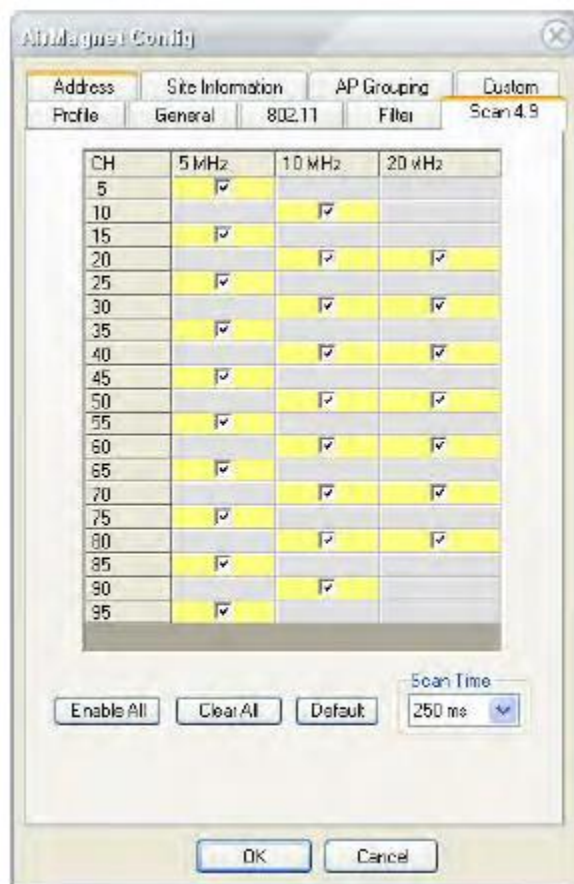 AirMagnet Config
Address Site Information AP Grouping Custom
Profile General 802.11 Filter Scan 4.9
CH 5 MHz 10 MHz 20 MHz
5
10
15
20
25
30
35
40
45
50
55
60
65
70
75
80
85
90
95
Scan Time
Enable All Clear All Default 250 ms
OK Cancel